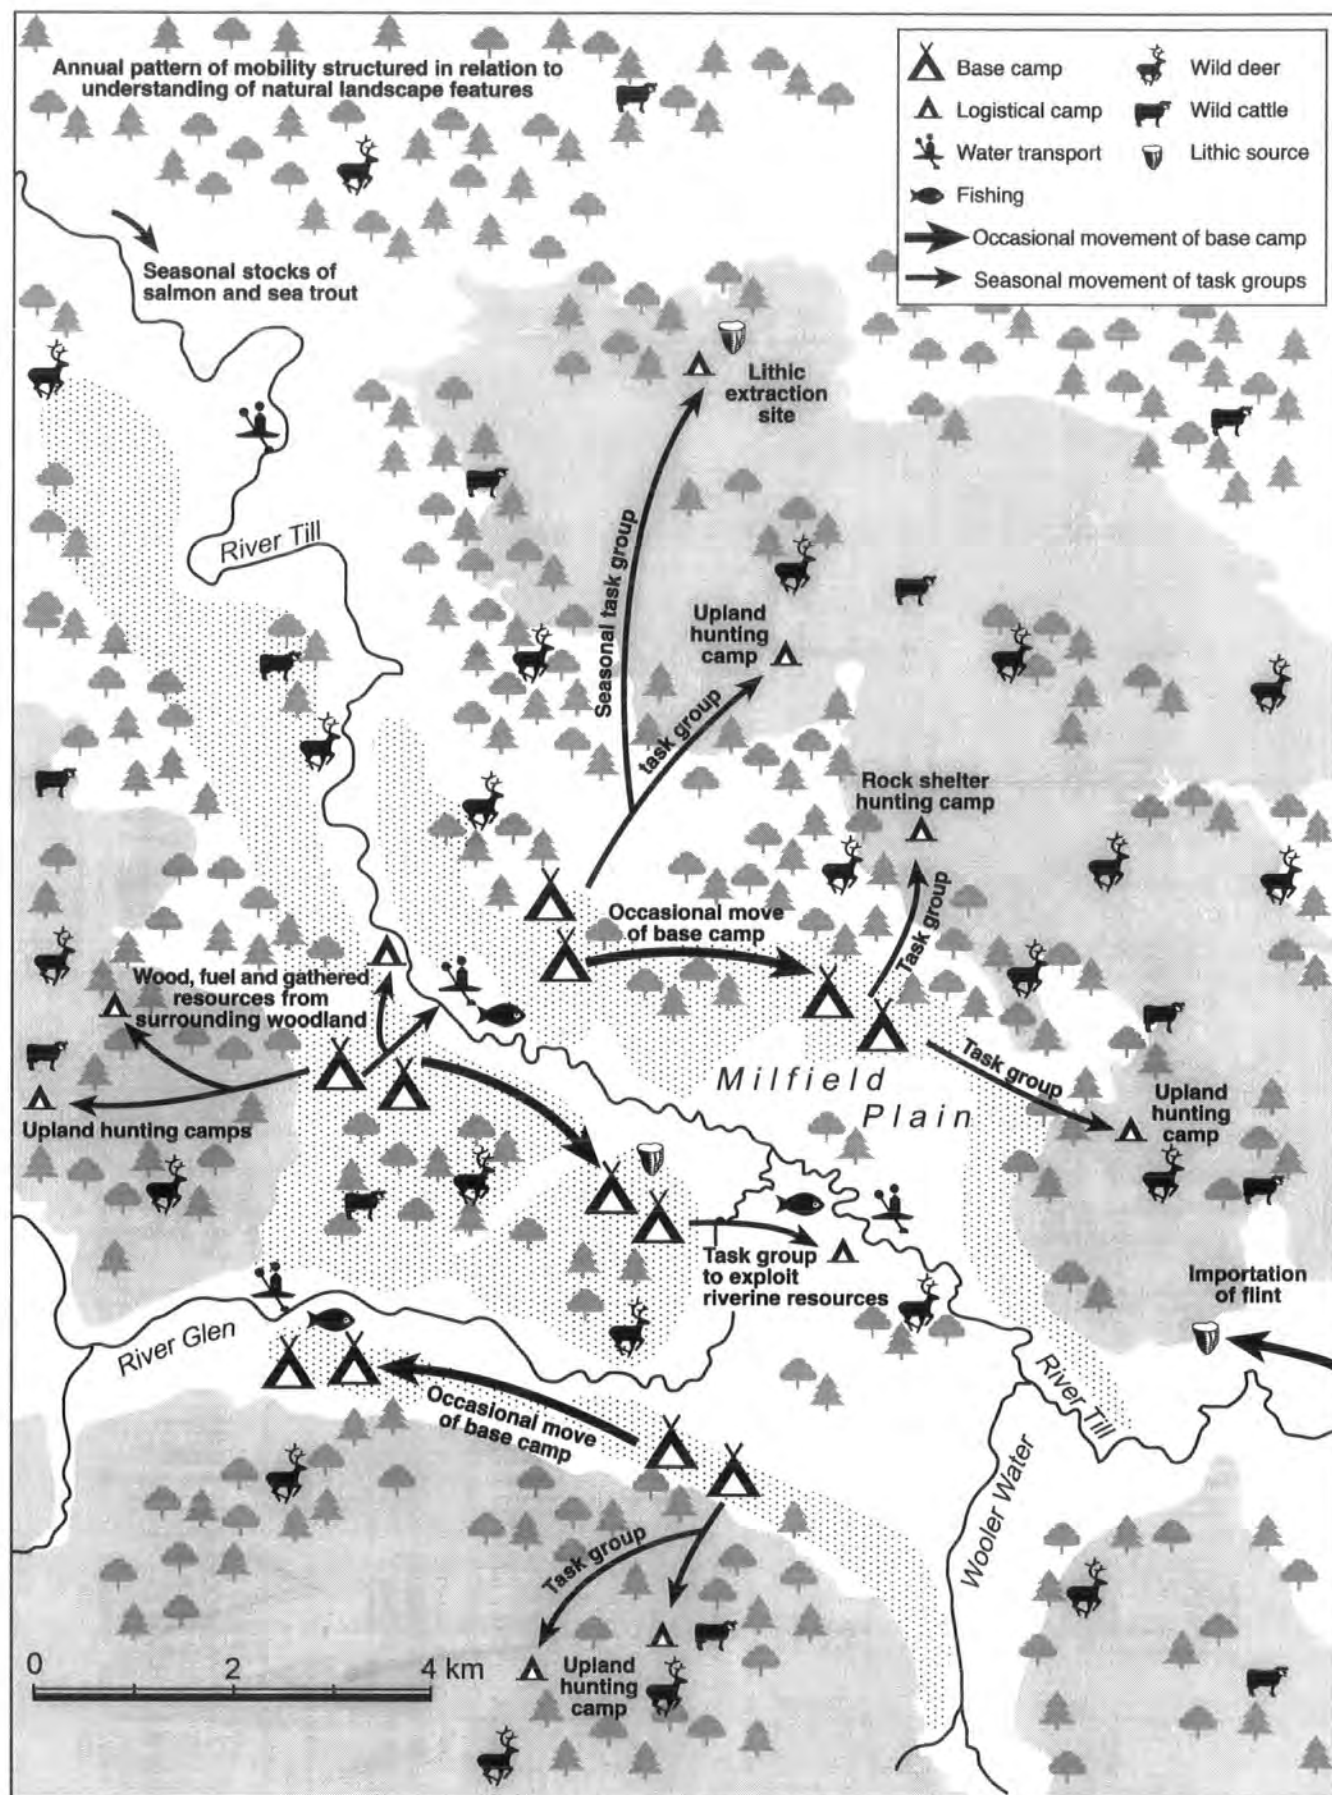 Annual pattern of mobility structured in relation to
understanding of natural landscape features
Base camp
Logistical camp
Water transport
Fishing
Wild deer
Wild cattle
Lithic source
Occasional movement of base camp
Seasonal movement of task groups
Seasonal stocks of
salmon and sea trout
Lithic
extraction
site
River Till
Seasonal task group
Upland
hunting
camp
task group
Rock shelter
hunting camp
Occasional move
of base camp
Task group
Wood, fuel and gathered
resources from
surrounding woodland
Upland hunting camps
Milfield
Plain
Task group
Upland
hunting
camp
Task group
to exploit
riverine resources
Importation
of flint
River Glen
River Till
Occasional move
of base camp
Wooler Water
Task group
Upland
hunting
camp
0 2 4 km